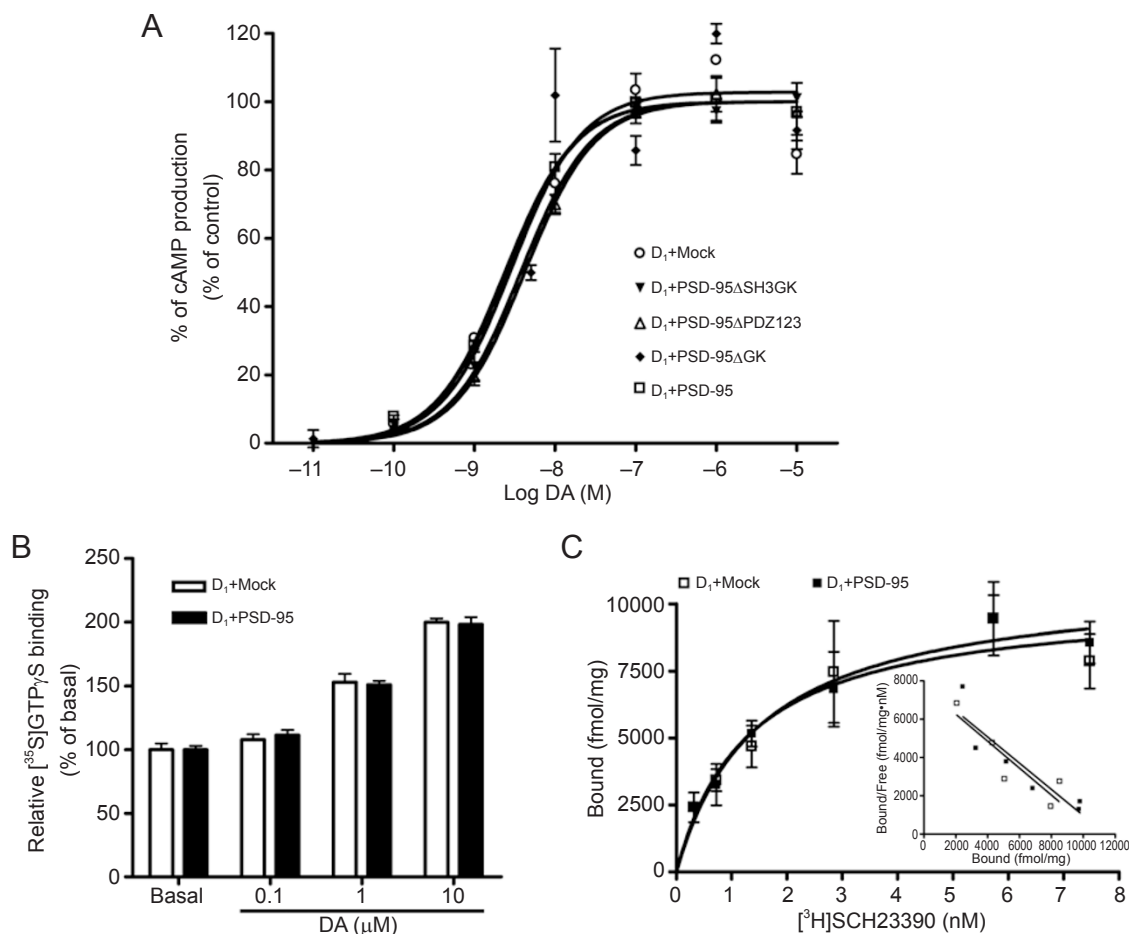 A
% of cAMP production
(% of control)
120
100
80
60
40
20
0
–11 –10 –9 –8 –7 –6 –5
Log DA (M)
D₁+Mock
D₁+PSD-95ΔSH3GK
D₁+PSD-95ΔPDZ123
D₁+PSD-95ΔGK
D₁+PSD-95
B
Relative [³⁵S]GTPγS binding
(% of basal)
250
200
150
100
50
0
D₁+Mock
D₁+PSD-95
Basal 0.1 1 10
DA (μM)
C
D₁+Mock D₁+PSD-95
Bound (fmol/mg)
10000
7500
5000
2500
0
0 1 2 3 4 5 6 7 8
[³H]SCH23390 (nM)
Bound/Free (fmol/mg•nM)
8000
6000
4000
2000
0
0 2000 4000 6000 8000 10000 12000
Bound (fmol/mg)